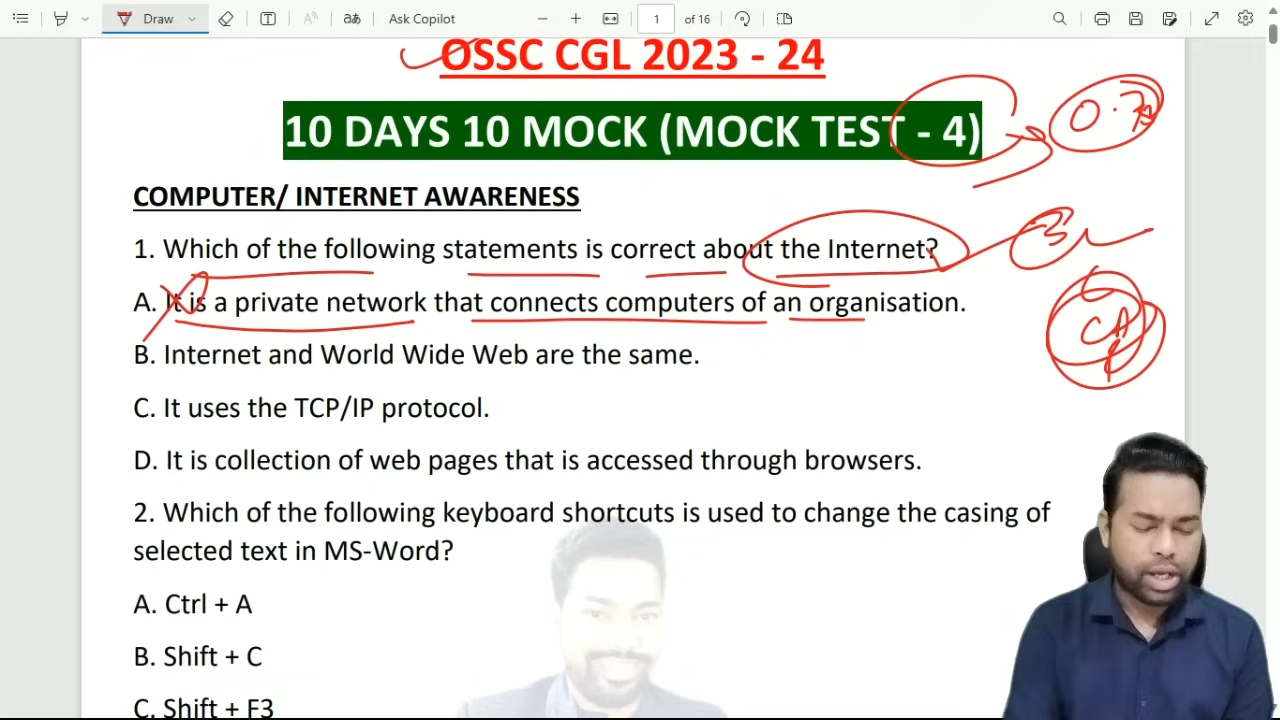 Draw
Ask Copilot
1 of 16
OSSC CGL 2023 - 24
10 DAYS 10 MOCK (MOCK TEST - 4)
COMPUTER/ INTERNET AWARENESS
1. Which of the following statements is correct about the Internet?
A. It is a private network that connects computers of an organisation.
B. Internet and World Wide Web are the same.
C. It uses the TCP/IP protocol.
D. It is collection of web pages that is accessed through browsers.
2. Which of the following keyboard shortcuts is used to change the casing of
selected text in MS-Word?
A. Ctrl + A
B. Shift + C
C. Shift + F3